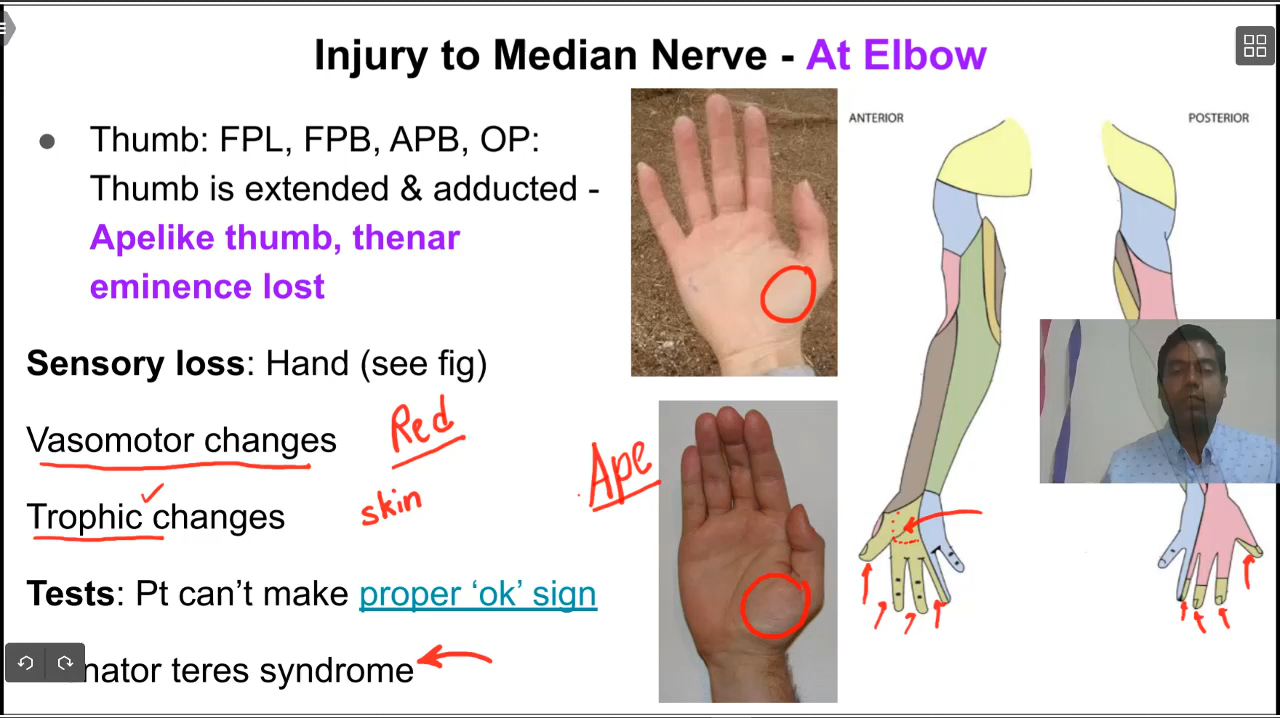 Injury to Median Nerve - At Elbow
● Thumb: FPL, FPB, APB, OP:
Thumb is extended & adducted -
Apelike thumb, thenar
eminence lost
Sensory loss: Hand (see fig)
Vasomotor changes
Red
Trophic changes
skin
Ape
Tests: Pt can’t make proper ‘ok’ sign
teres syndrome
ANTERIOR
POSTERIOR